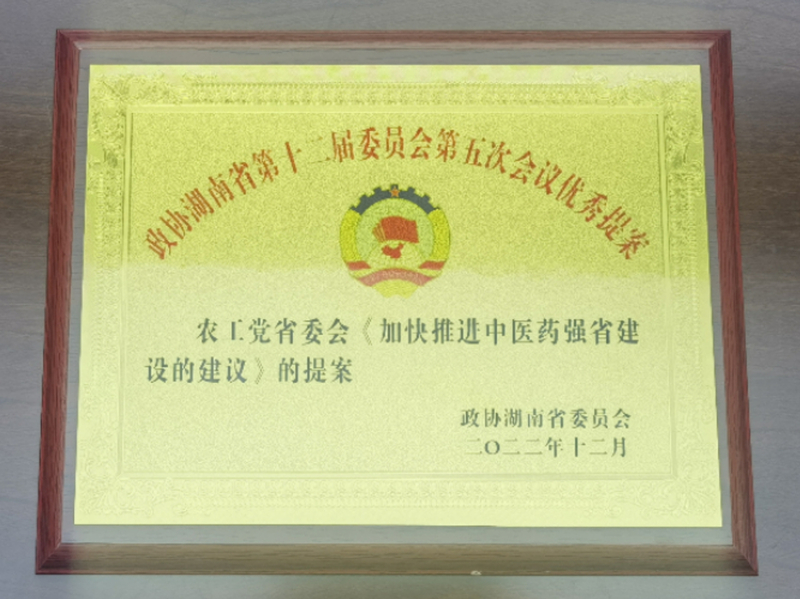 政协湖南省第十二届委员会第五次会议优秀提案
农工党省委会《加快推进中医药强省建
设的建议》的提案
政协湖南省委员会
二〇二二年十二月